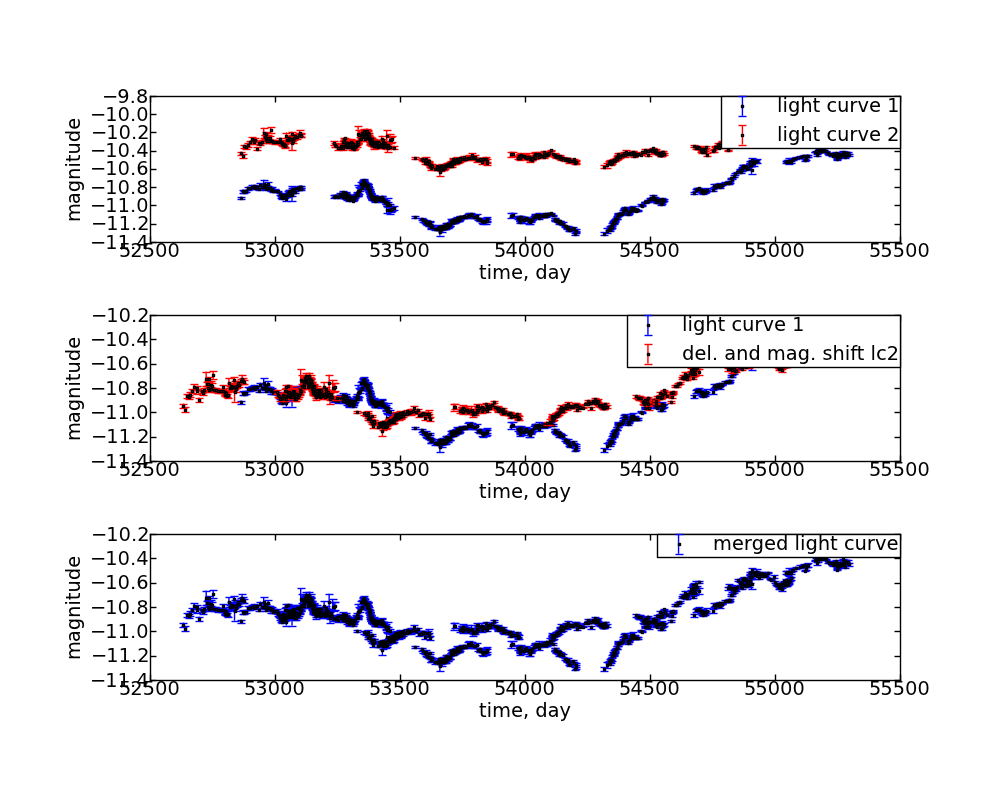 −9.8
light curve 1
−10.0
−10.2
light curve 2
−10.4
−10.6
−10.8
−11.0
−11.2
−11.4
magnitude
52500 53000 53500 54000 54500 55000 55500
time, day
−10.2
light curve 1
−10.4
del. and mag. shift lc2
−10.6
−10.8
−11.0
−11.2
−11.4
magnitude
52500 53000 53500 54000 54500 55000 55500
time, day
−10.2
merged light curve
−10.4
−10.6
−10.8
−11.0
−11.2
−11.4
magnitude
52500 53000 53500 54000 54500 55000 55500
time, day